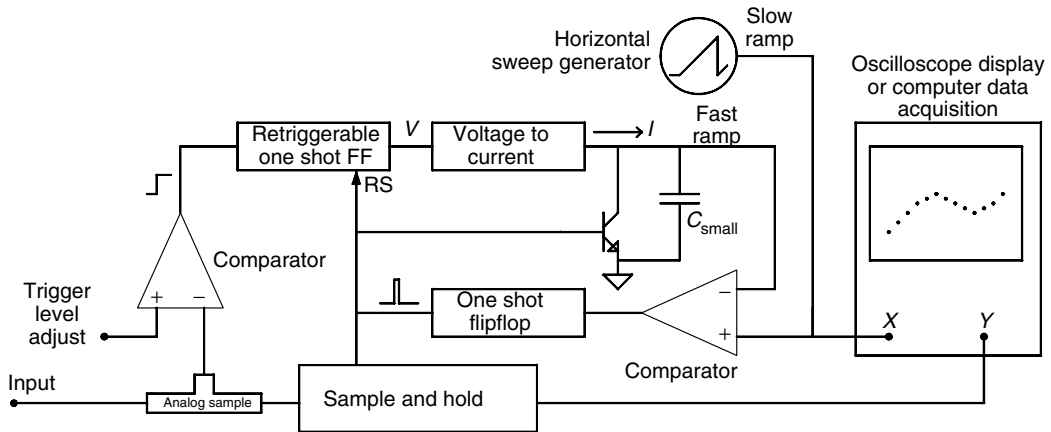 Horizontal
sweep generator
Slow
ramp
Oscilloscope display
or computer data
acquisition
Retriggerable
one shot FF
V
Voltage to
current
I
Fast
ramp
RS
C small
Comparator
Trigger
level
adjust
+
−
One shot
flipflop
−
+
Comparator
X
Y
Input
Analog sample
Sample and hold